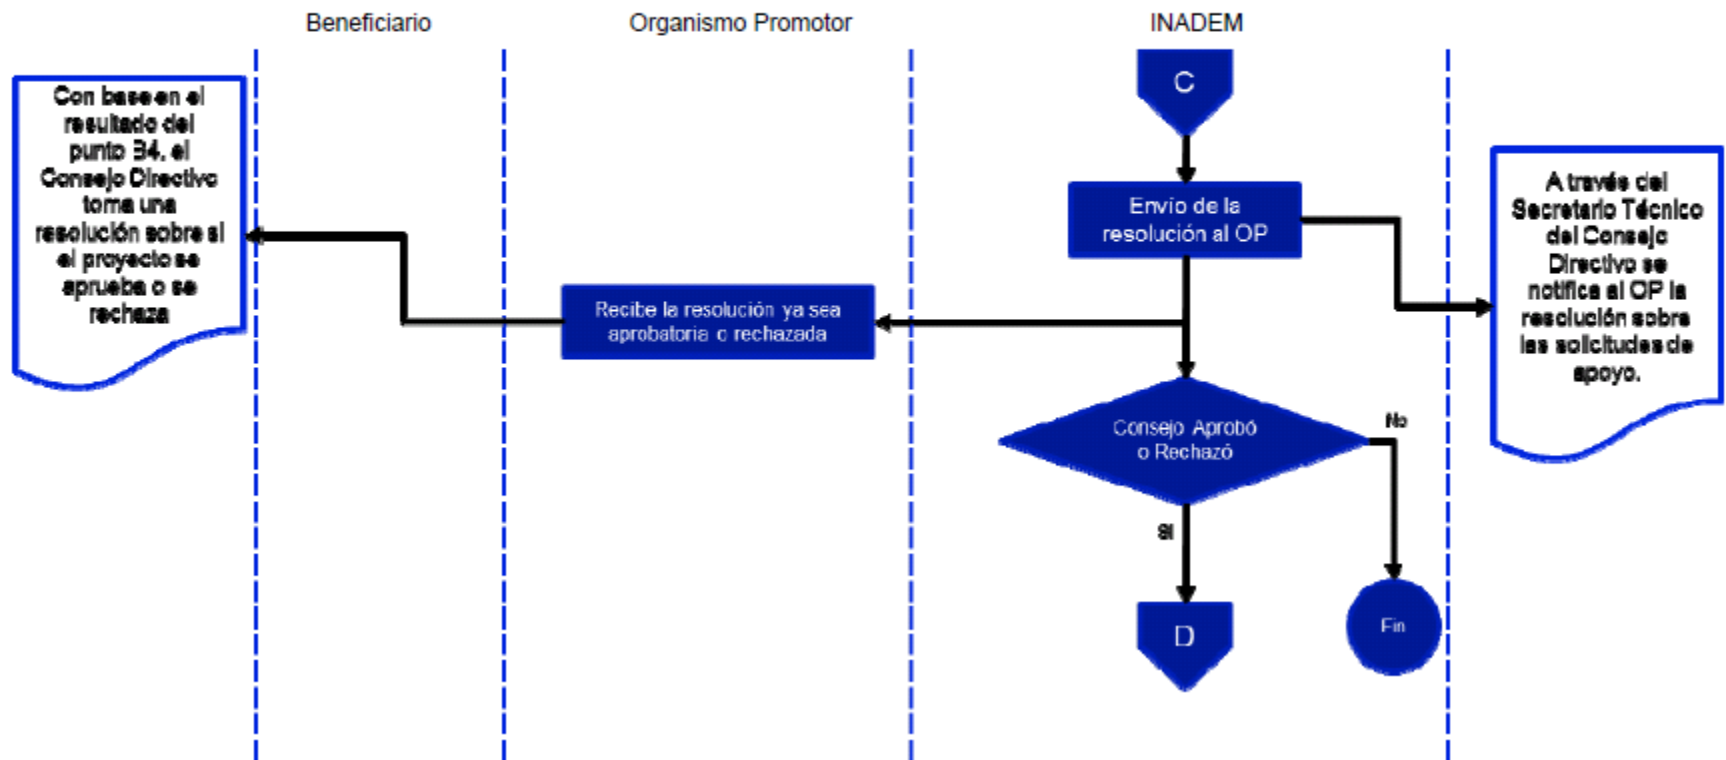 Beneficiario
Organismo Promotor
INADEM
Con base en el
resultado del
punto 34, el
Consejo Directivo
toma una
resolución sobre si
el proyecto se
aprueba o se
rechaza
C
Envío de la
resolución al OP
A través del
Secretario Técnico
del Consejo
Directivo se
notifica al OP la
resolución sobre
las solicitudes de
apoyo.
Recibe la resolución ya sea
aprobatoria o rechazada
Consejo Aprobó
o Rechazó
No
Si
D
Fin